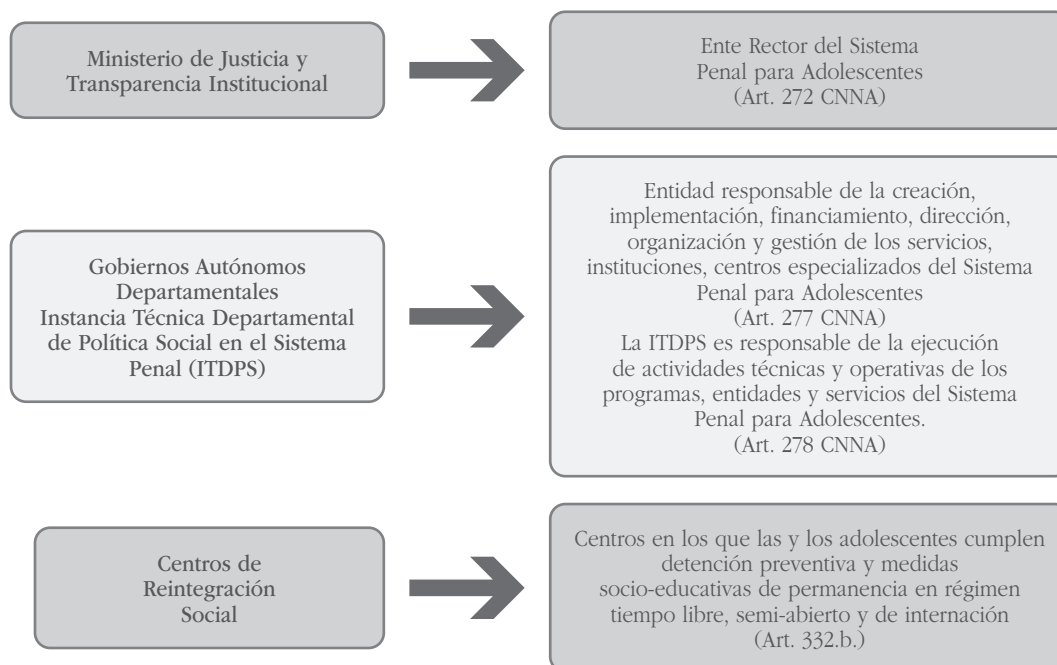 Ministerio de Justicia y
Transparencia Institucional
Ente Rector del Sistema
Penal para Adolescentes
(Art. 272 CNNA)
Gobiernos Autónomos
Departamentales
Instancia Técnica Departamental
de Política Social en el Sistema
Penal (ITDPS)
Entidad responsable de la creación,
implementación, financiamiento, dirección,
organización y gestión de los servicios,
instituciones, centros especializados del Sistema
Penal para Adolescentes
(Art. 277 CNNA)
La ITDPS es responsable de la ejecución
de actividades técnicas y operativas de los
programas, entidades y servicios del Sistema
Penal para Adolescentes.
(Art. 278 CNNA)
Centros de
Reintegración
Social
Centros en los que las y los adolescentes cumplen
detención preventiva y medidas
socio-educativas de permanencia en régimen
tiempo libre, semi-abierto y de internación
(Art. 332.b.)